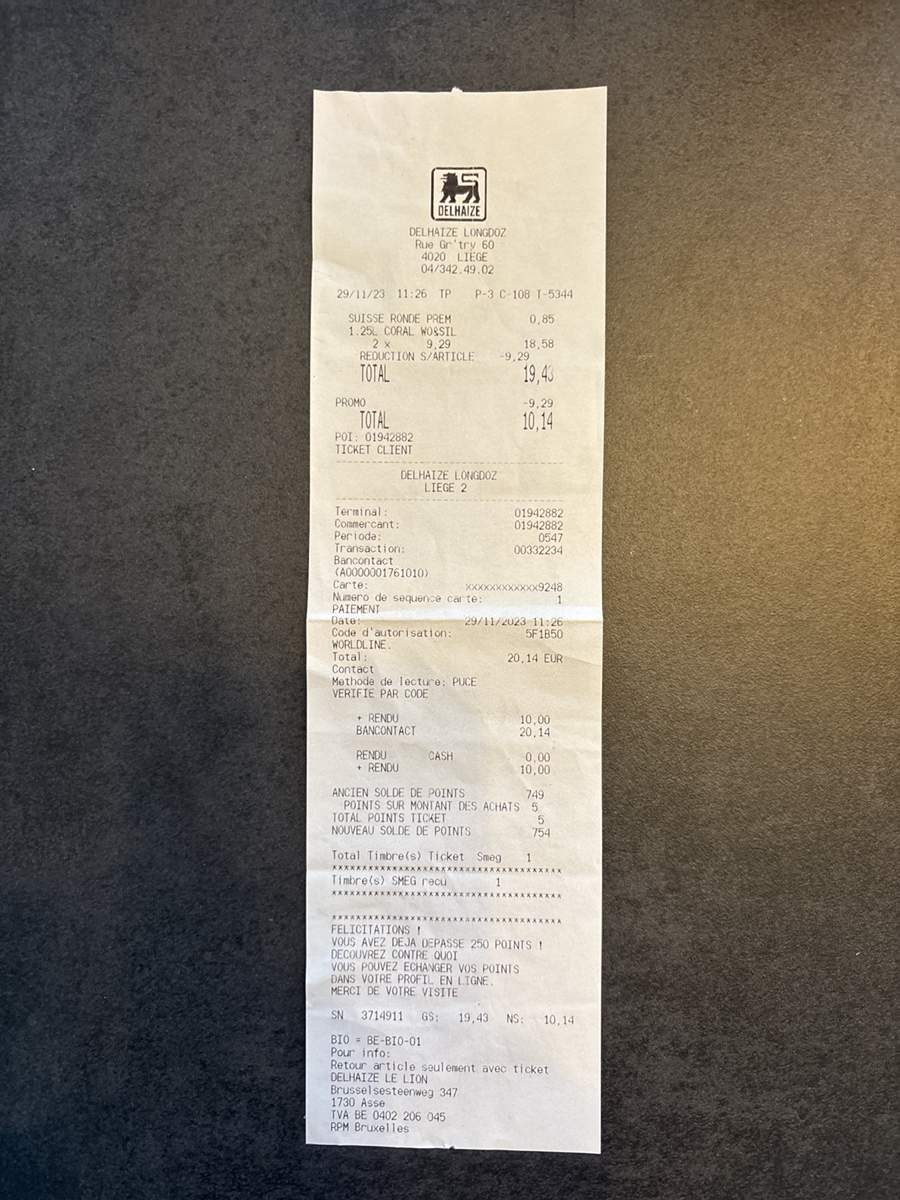 DELHAIZE
DELHAIZE LONGDOZ
Rue Gr'try 60
4020 LIEGE
04/342.49.02
29/11/23 11:26 TP P-3 C-108 T-5344
SUISSE RONDE PREM 0,85
1.25L CORAL WO&SIL
2 x 9,29 18,58
REDUCTION S/ARTICLE -9,29
TOTAL 19,43
PROMO -9,29
TOTAL 10,14
POI: 01942882
TICKET CLIENT
DELHAIZE LONGDOZ
LIEGE 2
Terminal: 01942882
Commercant: 01942882
Periode: 0547
Transaction: 00332234
Bancontact
(A0000001761010)
Carte: xxxxxxxxxxxx9248
Numero de sequence carte: 1
PAIEMENT
Date: 29/11/2023 11:26
Code d'autorisation: 5F1B50
WORLDLINE.
Total: 20,14 EUR
Contact
Methode de lecture: PUCE
VERIFIE PAR CODE
+ RENDU 10,00
BANCONTACT 20,14
RENDU CASH 0,00
+ RENDU 10,00
ANCIEN SOLDE DE POINTS 749
POINTS SUR MONTANT DES ACHATS 5
TOTAL POINTS TICKET 5
NOUVEAU SOLDE DE POINTS 754
Total Timbre(s) Ticket Smeg 1
****************************************
Timbre(s) SMEG recu 1
****************************************
****************************************
FELICITATIONS !
VOUS AVEZ DEJA DEPASSE 250 POINTS !
DECOUVREZ CONTRE QUOI
VOUS POUVEZ ECHANGER VOS POINTS
DANS VOTRE PROFIL EN LIGNE.
MERCI DE VOTRE VISITE
SN 3714911 GS: 19,43 NS: 10,14
BIO = BE-BIO-01
Pour info:
Retour article seulement avec ticket
DELHAIZE LE LION
Brusselsesteenweg 347
1730 Asse
TVA BE 0402 206 045
RPM Bruxelles